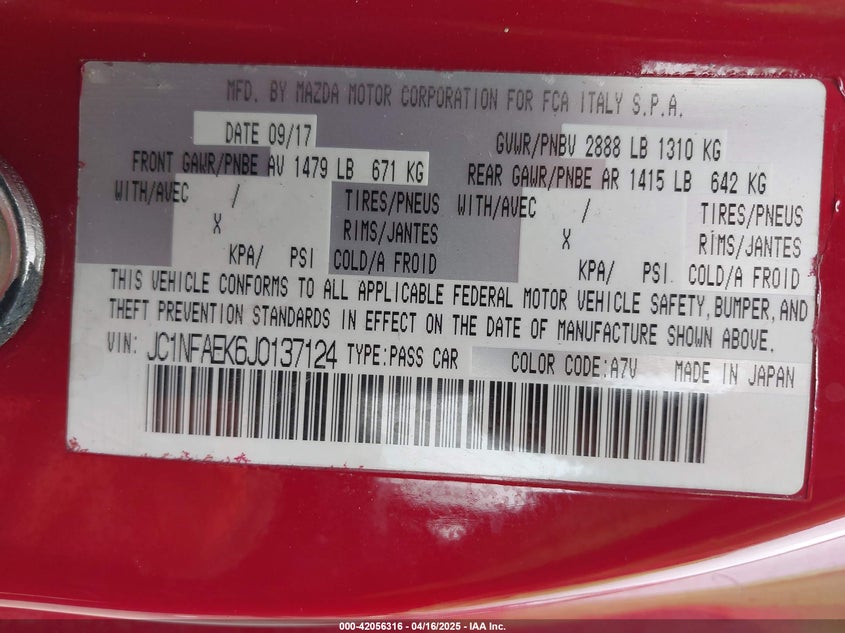 MFD. BY MAZDA MOTOR CORPORATION FOR FCA ITALY S.P.A.
DATE 09/17 GVWR/PNBV 2888 LB 1310 KG
FRONT GAWR/PNBE AV 1479 LB 671 KG REAR GAWR/PNBE AR 1415 LB 642 KG
WITH/AVEC / TIRES/PNEUS WITH/AVEC / TIRES/PNEUS
X RIMS/JANTES X RIMS/JANTES
KPA/ PSI COLD/A FROID KPA/ PSI COLD/A FROID
THIS VEHICLE CONFORMS TO ALL APPLICABLE FEDERAL MOTOR VEHICLE SAFETY, BUMPER, AND
THEFT PREVENTION STANDARDS IN EFFECT ON THE DATE OF MANUFACTURE SHOWN ABOVE.
VIN: JC1NFAEK6J0137124 TYPE:PASS CAR COLOR CODE:A7V MADE IN JAPAN
000-42056316 - 04/16/2025 - IAA Inc.